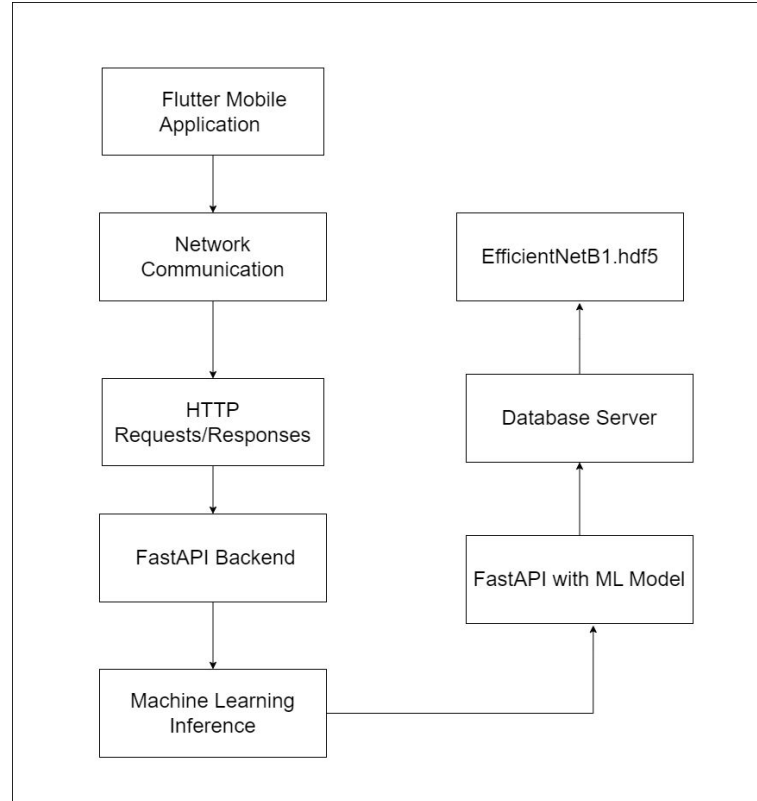 Flutter Mobile
Application
Network
Communication
HTTP
Requests/Responses
FastAPI Backend
Machine Learning
Inference
FastAPI with ML Model
Database Server
EfficientNetB1.hdf5